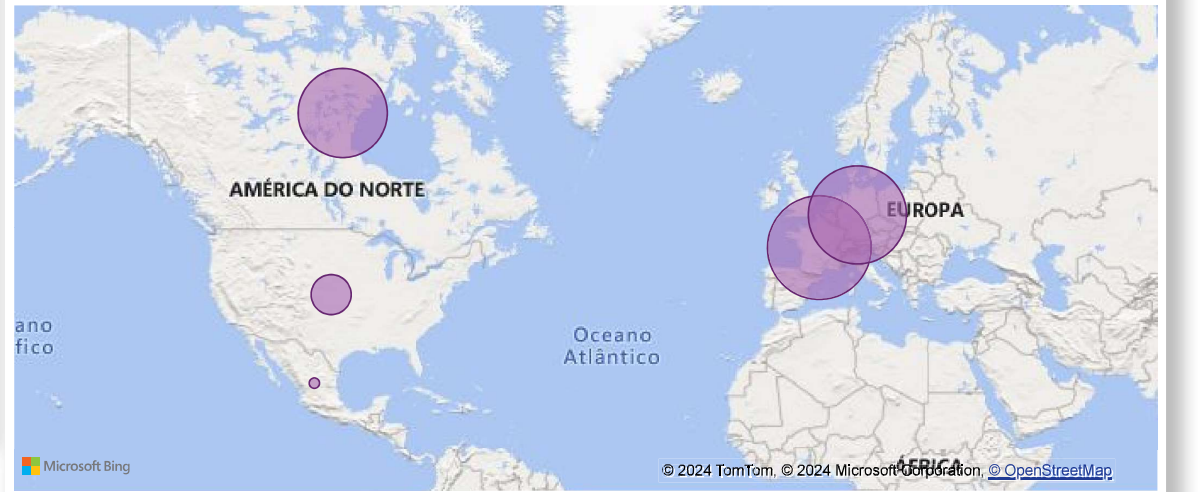 AMÉRICA DO NORTE
EUROPA
ano
fico
Oceano
Atlântico
ÁFRICA
Microsoft Bing
© 2024 TomTom, © 2024 Microsoft Corporation, © OpenStreetMap